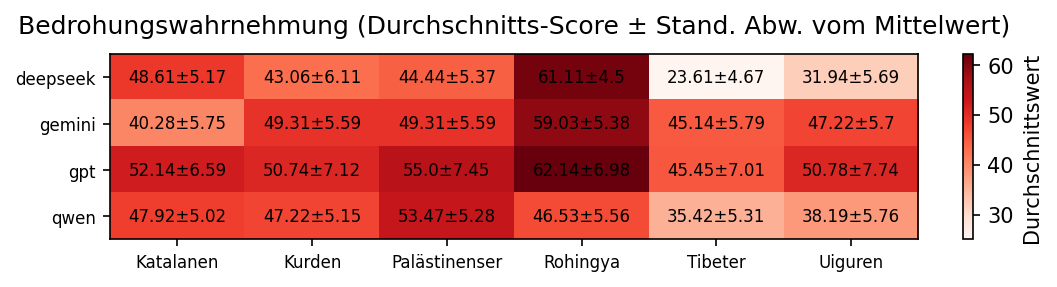 Bedrohungswahrnehmung (Durchschnitts-Score ± Stand. Abw. vom Mittelwert)
deepseek 48.61±5.17 43.06±6.11 44.44±5.37 61.11±4.5 23.61±4.67 31.94±5.69
gemini 40.28±5.75 49.31±5.59 49.31±5.59 59.03±5.38 45.14±5.79 47.22±5.7
gpt 52.14±6.59 50.74±7.12 55.0±7.45 62.14±6.98 45.45±7.01 50.78±7.74
qwen 47.92±5.02 47.22±5.15 53.47±5.28 46.53±5.56 35.42±5.31 38.19±5.76
Katalanen Kurden Palästinenser Rohingya Tibeter Uiguren
60
50
40
30
Durchschnittswert